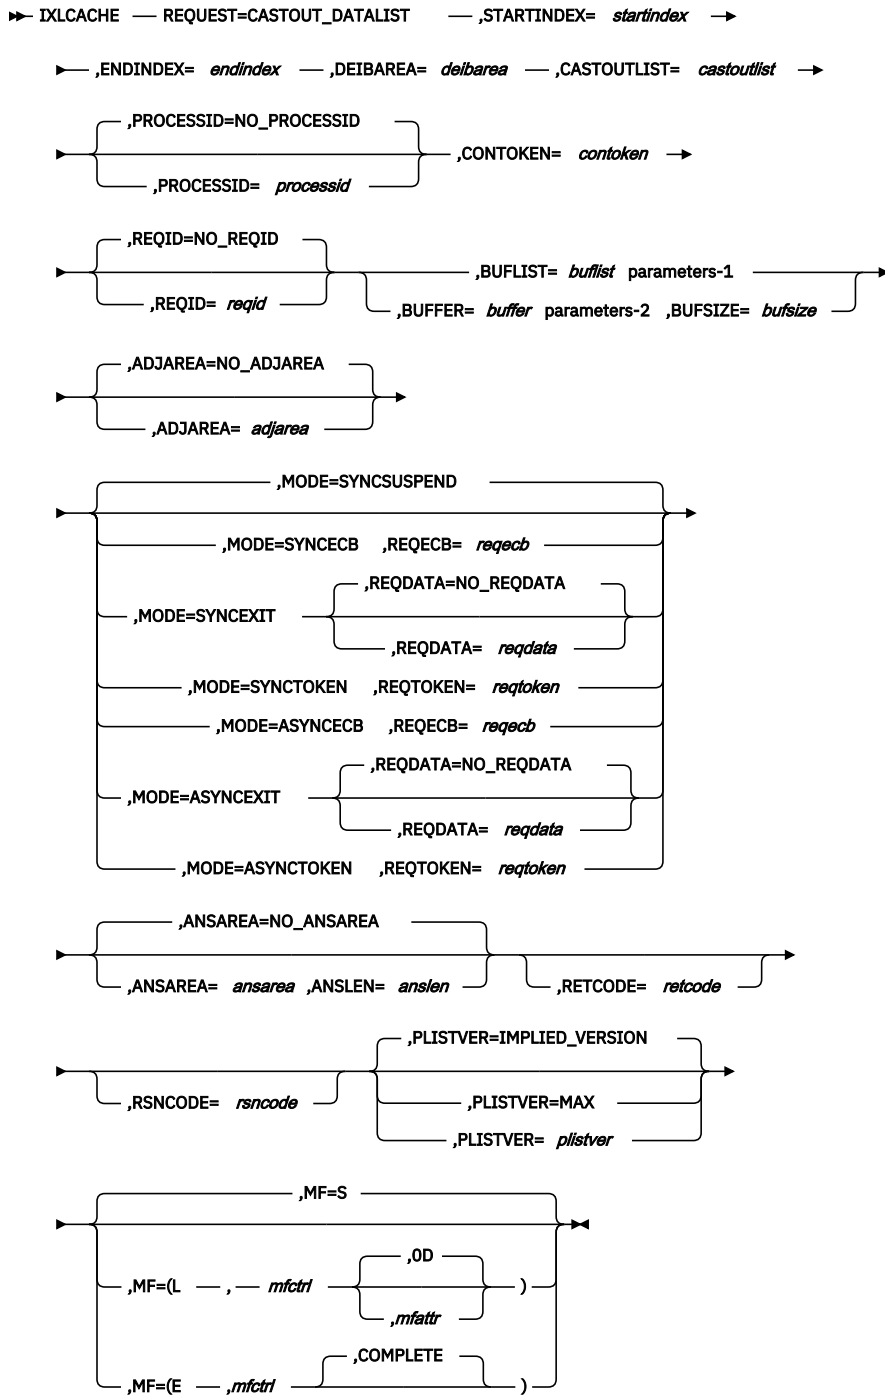 IXLCACHE REQUEST=CASTOUT_DATALIST ,STARTINDEX= startindex
,ENDINDEX= endindex ,DEIBAREA= deibarea ,CASTOUTLIST= castoutlist
,PROCESSID=NO_PROCESSID
,CONTOKEN= contoken
,PROCESSID= processid
,REQID=NO_REQID
,BUFLIST= buflist parameters-1
,REQID= reqid
,BUFFER= buffer parameters-2 ,BUFSIZE= bufsize
,ADJAREA=NO_ADJAREA
,ADJAREA= adjarea
,MODE=SYNCSUSPEND
,MODE=SYNCECB ,REQECB= reqecb
,REQDATA=NO_REQDATA
,MODE=SYNCEXIT
,REQDATA= reqdata
,MODE=SYNCTOKEN ,REQTOKEN= reqtoken
,MODE=ASYNCECB ,REQECB= reqecb
,REQDATA=NO_REQDATA
,MODE=ASYNCEXIT
,REQDATA= reqdata
,MODE=ASYNCTOKEN ,REQTOKEN= reqtoken
,ANSAREA=NO_ANSAREA
,ANSAREA= ansarea ,ANSLEN= anslen
,RETCODE= retcode
,PLISTVER=IMPLIED_VERSION
,RSNCODE= rsncode
,PLISTVER=MAX
,PLISTVER= plistver
,MF=S
,0D
,MF=(L , mfctrl )
,mfattr
,COMPLETE
,MF=(E ,mfctrl )